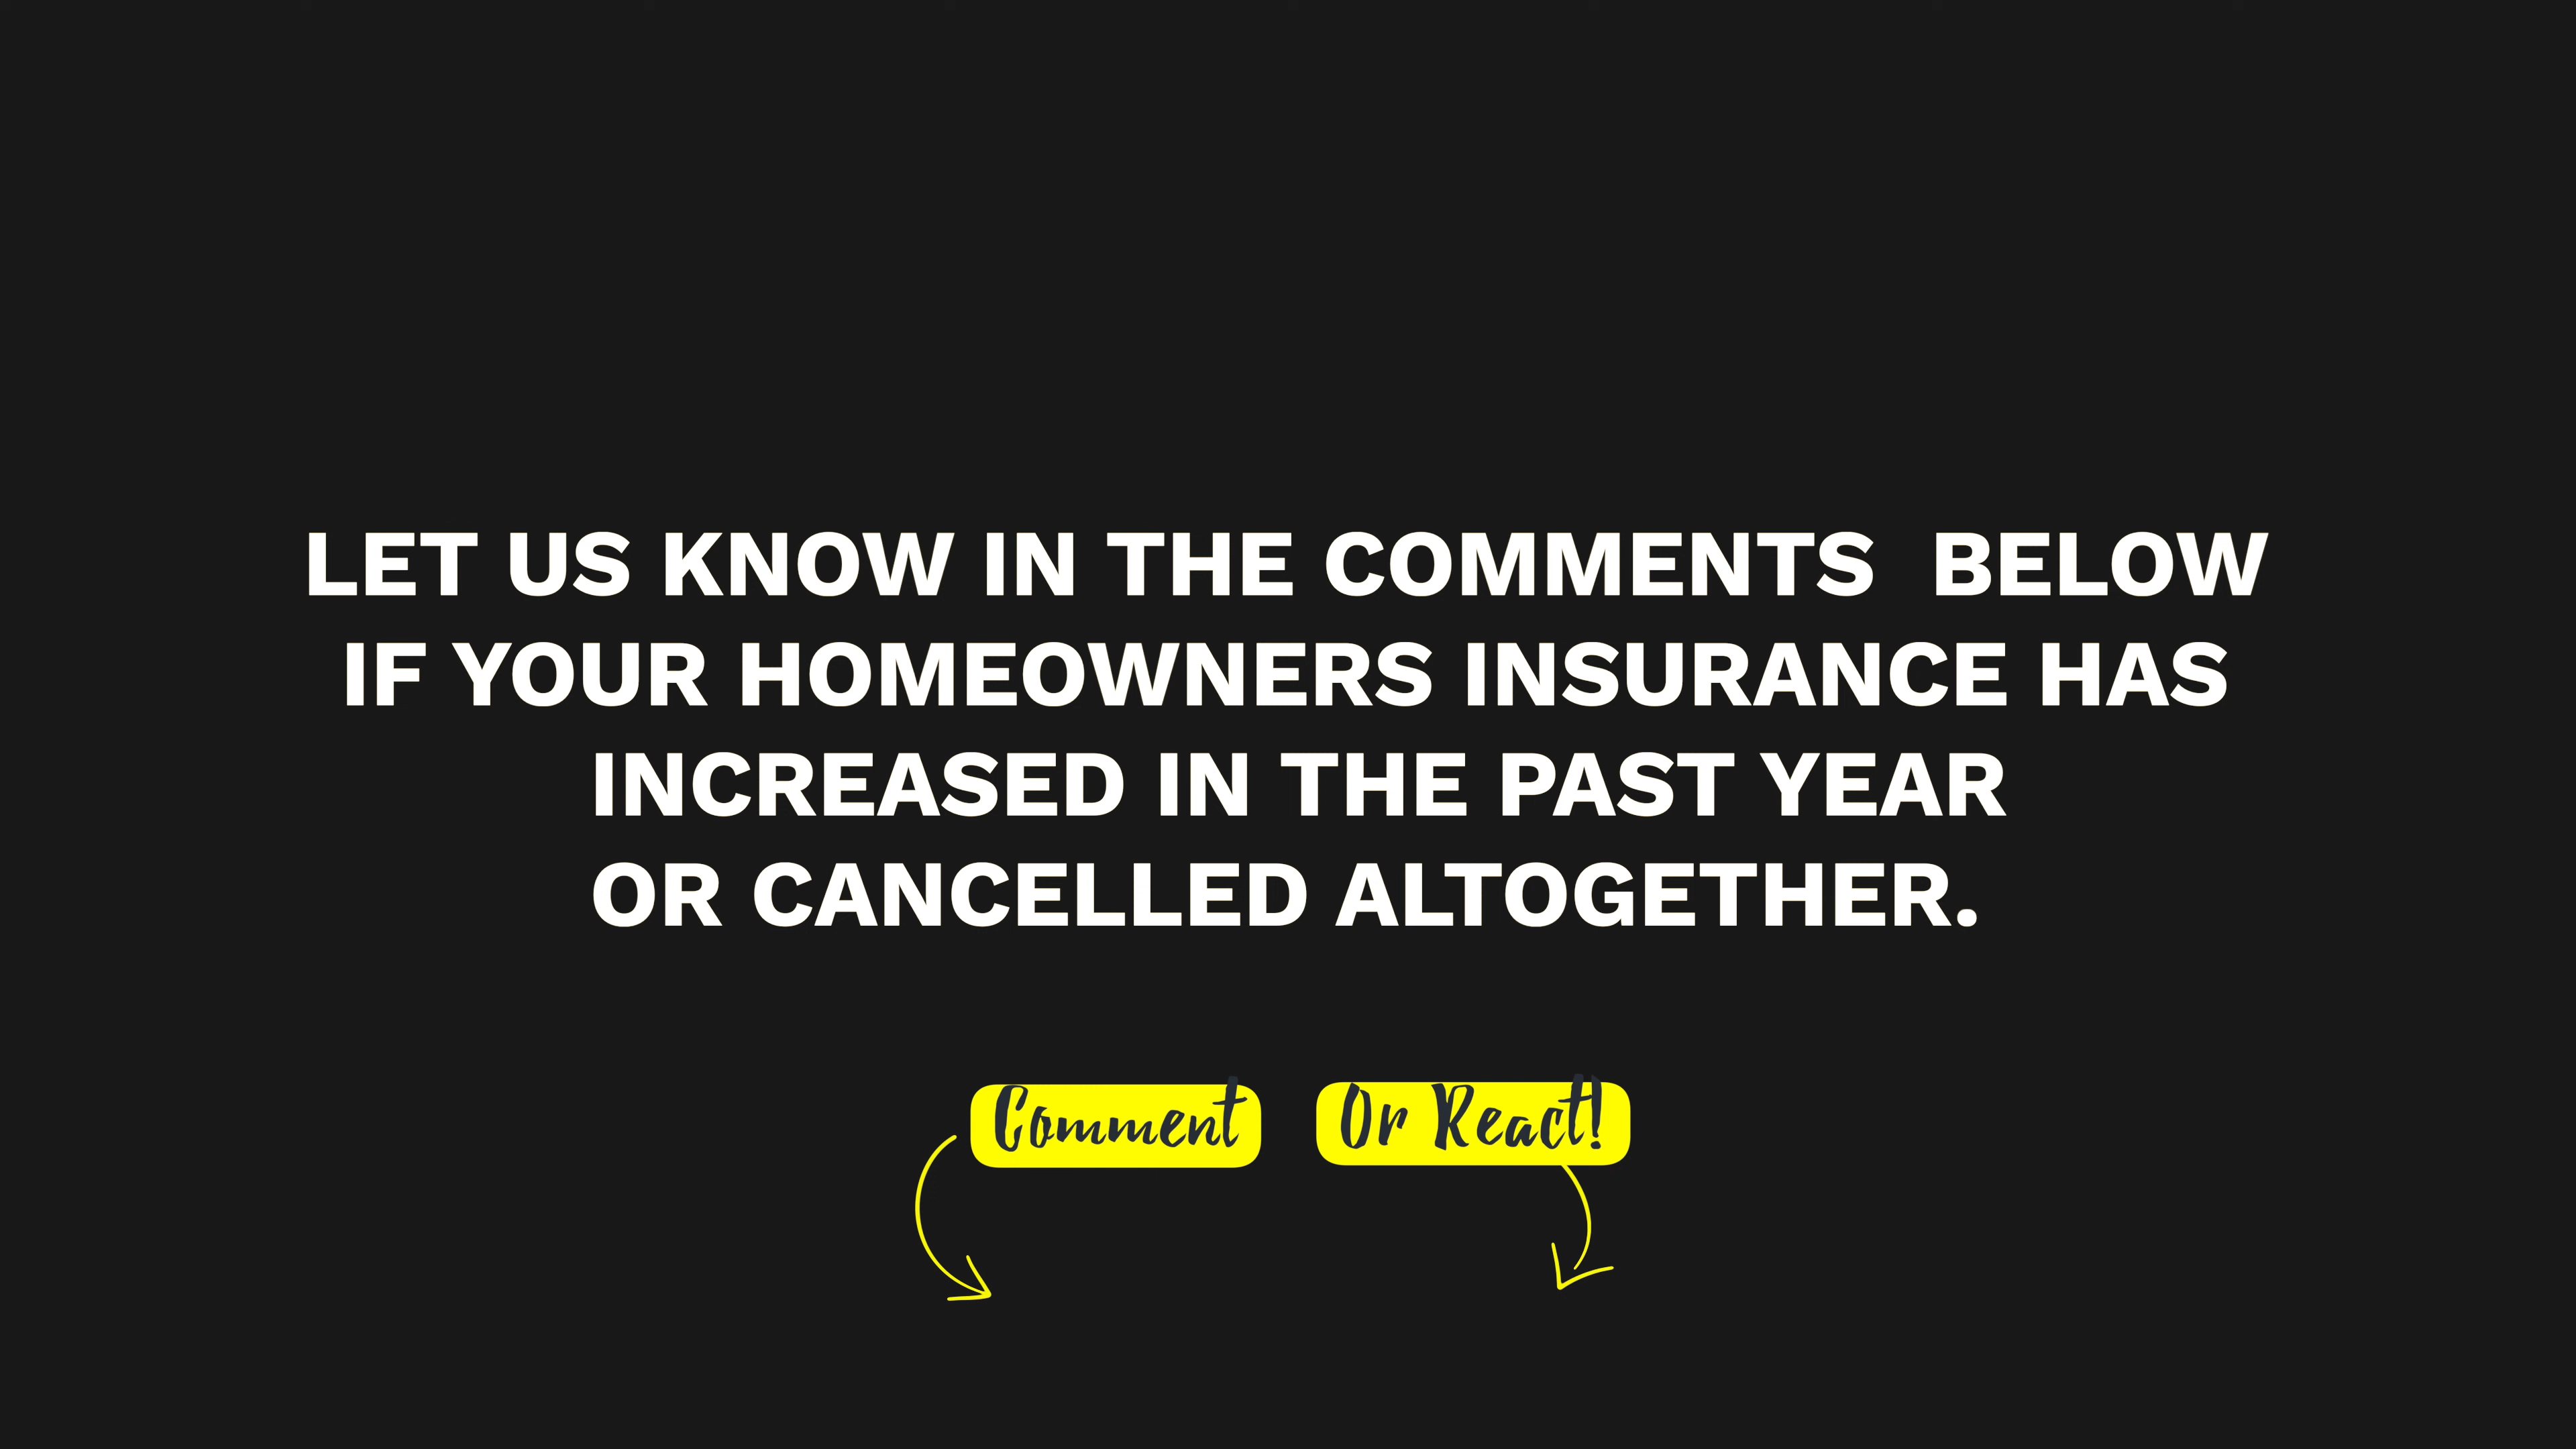 LET US KNOW IN THE COMMENTS  BELOW
IF YOUR HOMEOWNERS INSURANCE HAS
INCREASED IN THE PAST YEAR
OR CANCELLED ALTOGETHER.
Comment
Or React!